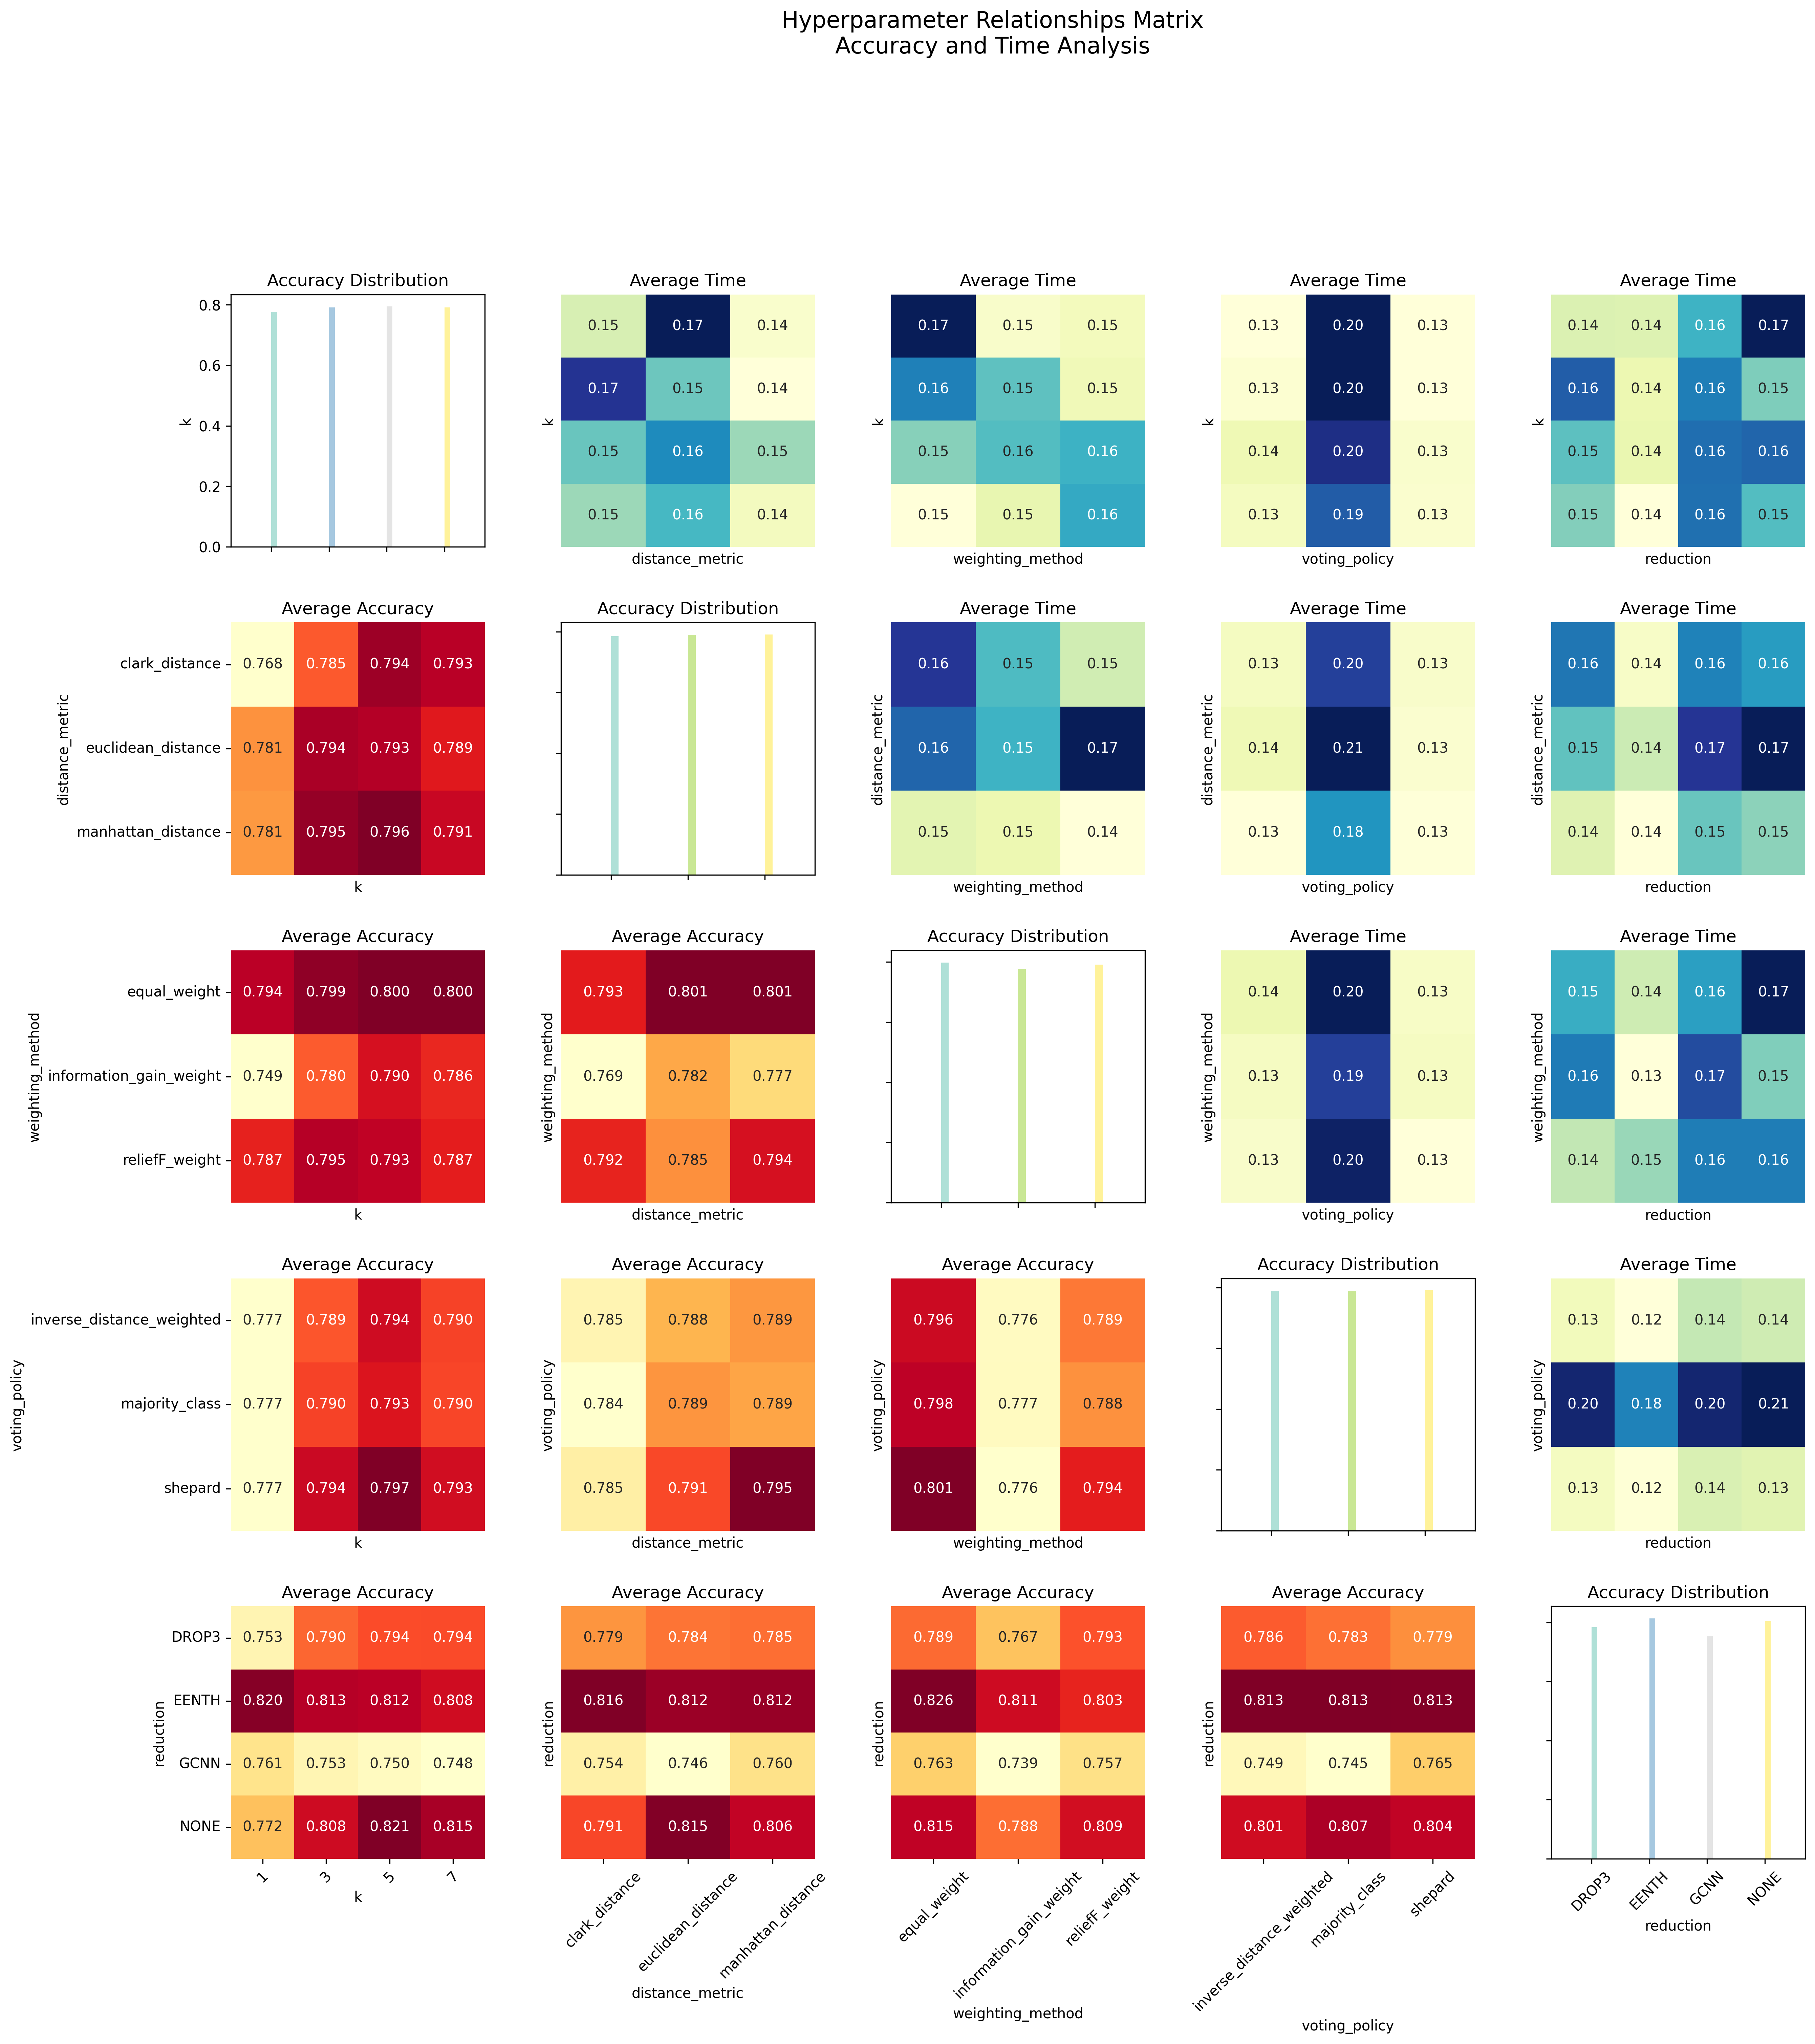 Hyperparameter Relationships Matrix
Accuracy and Time Analysis
Accuracy Distribution
k
0.8
0.6
0.4
0.2
0.0
Average Time
k
0.15 0.17 0.14
0.17 0.15 0.14
0.15 0.16 0.15
0.15 0.16 0.14
distance_metric
Average Time
k
0.17 0.15 0.15
0.16 0.15 0.15
0.15 0.16 0.16
0.15 0.15 0.16
weighting_method
Average Time
k
0.13 0.20 0.13
0.13 0.20 0.13
0.14 0.20 0.13
0.13 0.19 0.13
voting_policy
Average Time
k
0.14 0.14 0.16 0.17
0.16 0.14 0.16 0.15
0.15 0.14 0.16 0.16
0.15 0.14 0.16 0.15
reduction
Average Accuracy
distance_metric
clark_distance 0.768 0.785 0.794 0.793
euclidean_distance 0.781 0.794 0.793 0.789
manhattan_distance 0.781 0.795 0.796 0.791
k
Accuracy Distribution
Average Time
distance_metric
0.16 0.15 0.15
0.16 0.15 0.17
0.15 0.15 0.14
weighting_method
Average Time
distance_metric
0.13 0.20 0.13
0.14 0.21 0.13
0.13 0.18 0.13
voting_policy
Average Time
distance_metric
0.16 0.14 0.16 0.16
0.15 0.14 0.17 0.17
0.14 0.14 0.15 0.15
reduction
Average Accuracy
weighting_method
equal_weight 0.794 0.799 0.800 0.800
information_gain_weight 0.749 0.780 0.790 0.786
reliefF_weight 0.787 0.795 0.793 0.787
k
Average Accuracy
weighting_method
0.793 0.801 0.801
0.769 0.782 0.777
0.792 0.785 0.794
distance_metric
Accuracy Distribution
Average Time
weighting_method
0.14 0.20 0.13
0.13 0.19 0.13
0.13 0.20 0.13
voting_policy
Average Time
weighting_method
0.15 0.14 0.16 0.17
0.16 0.13 0.17 0.15
0.14 0.15 0.16 0.16
reduction
Average Accuracy
voting_policy
inverse_distance_weighted 0.777 0.789 0.794 0.790
majority_class 0.777 0.790 0.793 0.790
shepard 0.777 0.794 0.797 0.793
k
Average Accuracy
voting_policy
0.785 0.788 0.789
0.784 0.789 0.789
0.785 0.791 0.795
distance_metric
Average Accuracy
voting_policy
0.796 0.776 0.789
0.798 0.777 0.788
0.801 0.776 0.794
weighting_method
Accuracy Distribution
Average Time
voting_policy
0.13 0.12 0.14 0.14
0.20 0.18 0.20 0.21
0.13 0.12 0.14 0.13
reduction
Average Accuracy
reduction
DROP3 0.753 0.790 0.794 0.794
EENTH 0.820 0.813 0.812 0.808
GCNN 0.761 0.753 0.750 0.748
NONE 0.772 0.808 0.821 0.815
1 3 5 7
k
Average Accuracy
reduction
0.779 0.784 0.785
0.816 0.812 0.812
0.754 0.746 0.760
0.791 0.815 0.806
clark_distance euclidean_distance manhattan_distance
distance_metric
Average Accuracy
reduction
0.789 0.767 0.793
0.826 0.811 0.803
0.763 0.739 0.757
0.815 0.788 0.809
equal_weight information_gain_weight reliefF_weight
weighting_method
Average Accuracy
reduction
0.786 0.783 0.779
0.813 0.813 0.813
0.749 0.745 0.765
0.801 0.807 0.804
inverse_distance_weighted majority_class shepard
voting_policy
Accuracy Distribution
DROP3 EENTH GCNN NONE
reduction